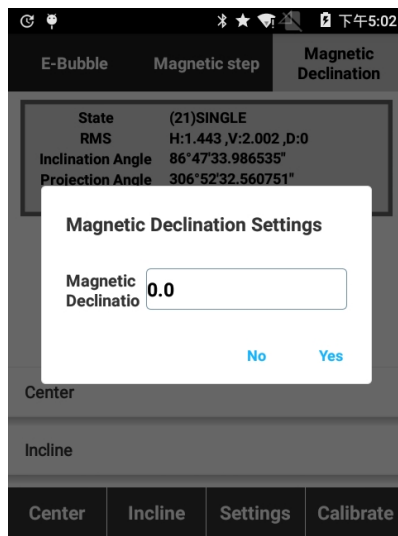 下午5:02
E-Bubble
Magnetic step
Magnetic
Declination
State (21)SINGLE
RMS H:1.443 ,V:2.002 ,D:0
Inclination Angle 86°47'33.986535"
Projection Angle 306°52'32.560751"
Magnetic Declination Settings
Magnetic
Declinatio
0.0
No Yes
Center
Incline
Center Incline Settings Calibrate